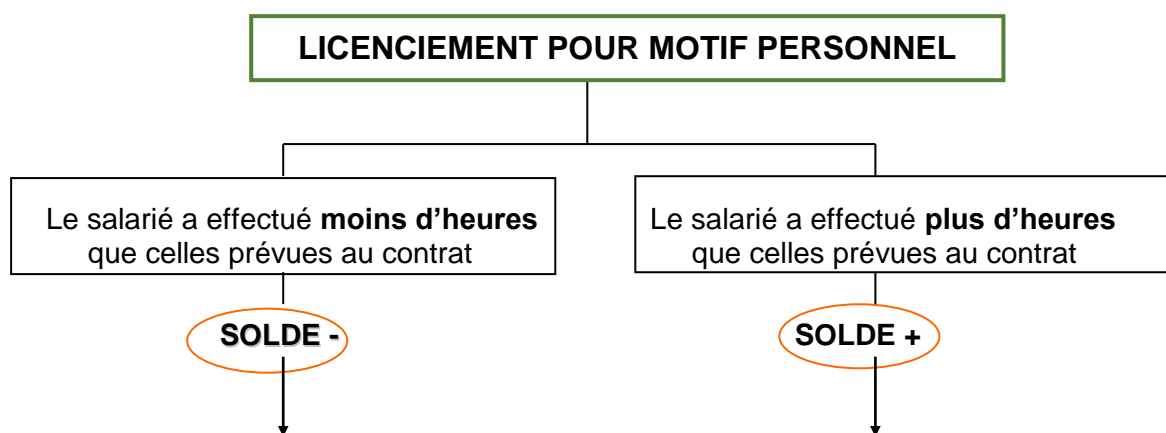 LICENCIEMENT POUR MOTIF PERSONNEL
Le salarié a effectué moins d’heures
que celles prévues au contrat
Le salarié a effectué plus d’heures
que celles prévues au contrat
SOLDE -
SOLDE +